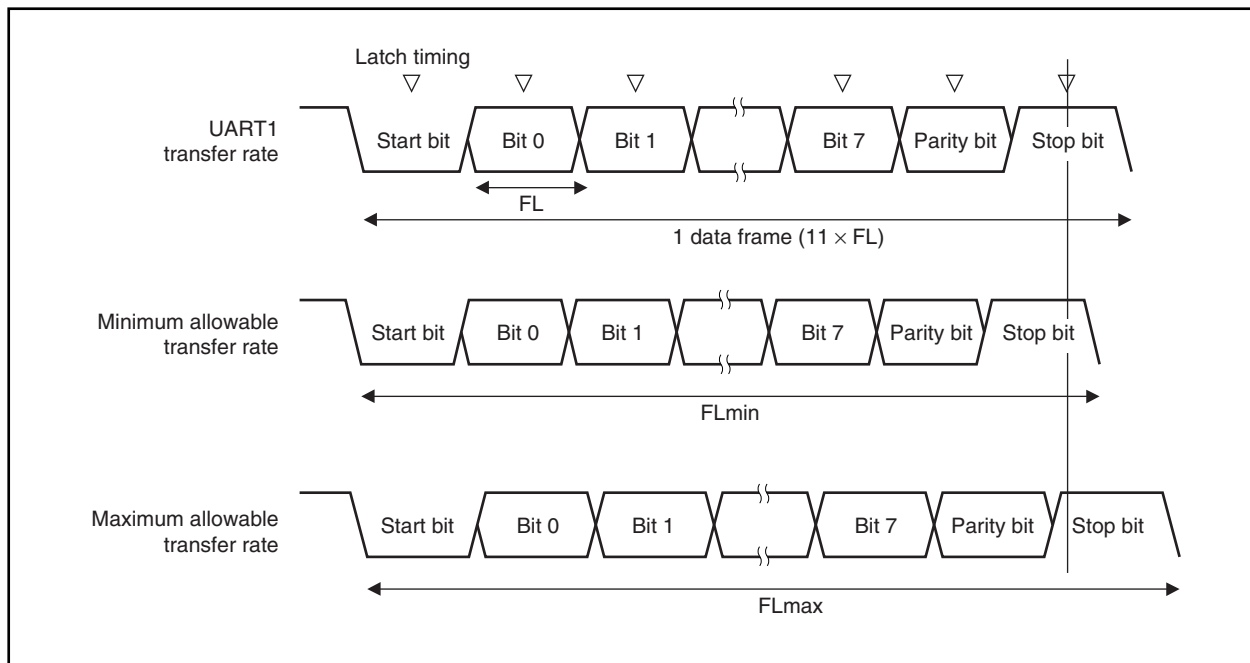 Latch timing
UART1
transfer rate
Start bit
Bit 0
Bit 1
Bit 7
Parity bit
Stop bit
FL
1 data frame (11 × FL)
Minimum allowable
transfer rate
Start bit
Bit 0
Bit 1
Bit 7
Parity bit
Stop bit
FLmin
Maximum allowable
transfer rate
Start bit
Bit 0
Bit 1
Bit 7
Parity bit
Stop bit
FLmax